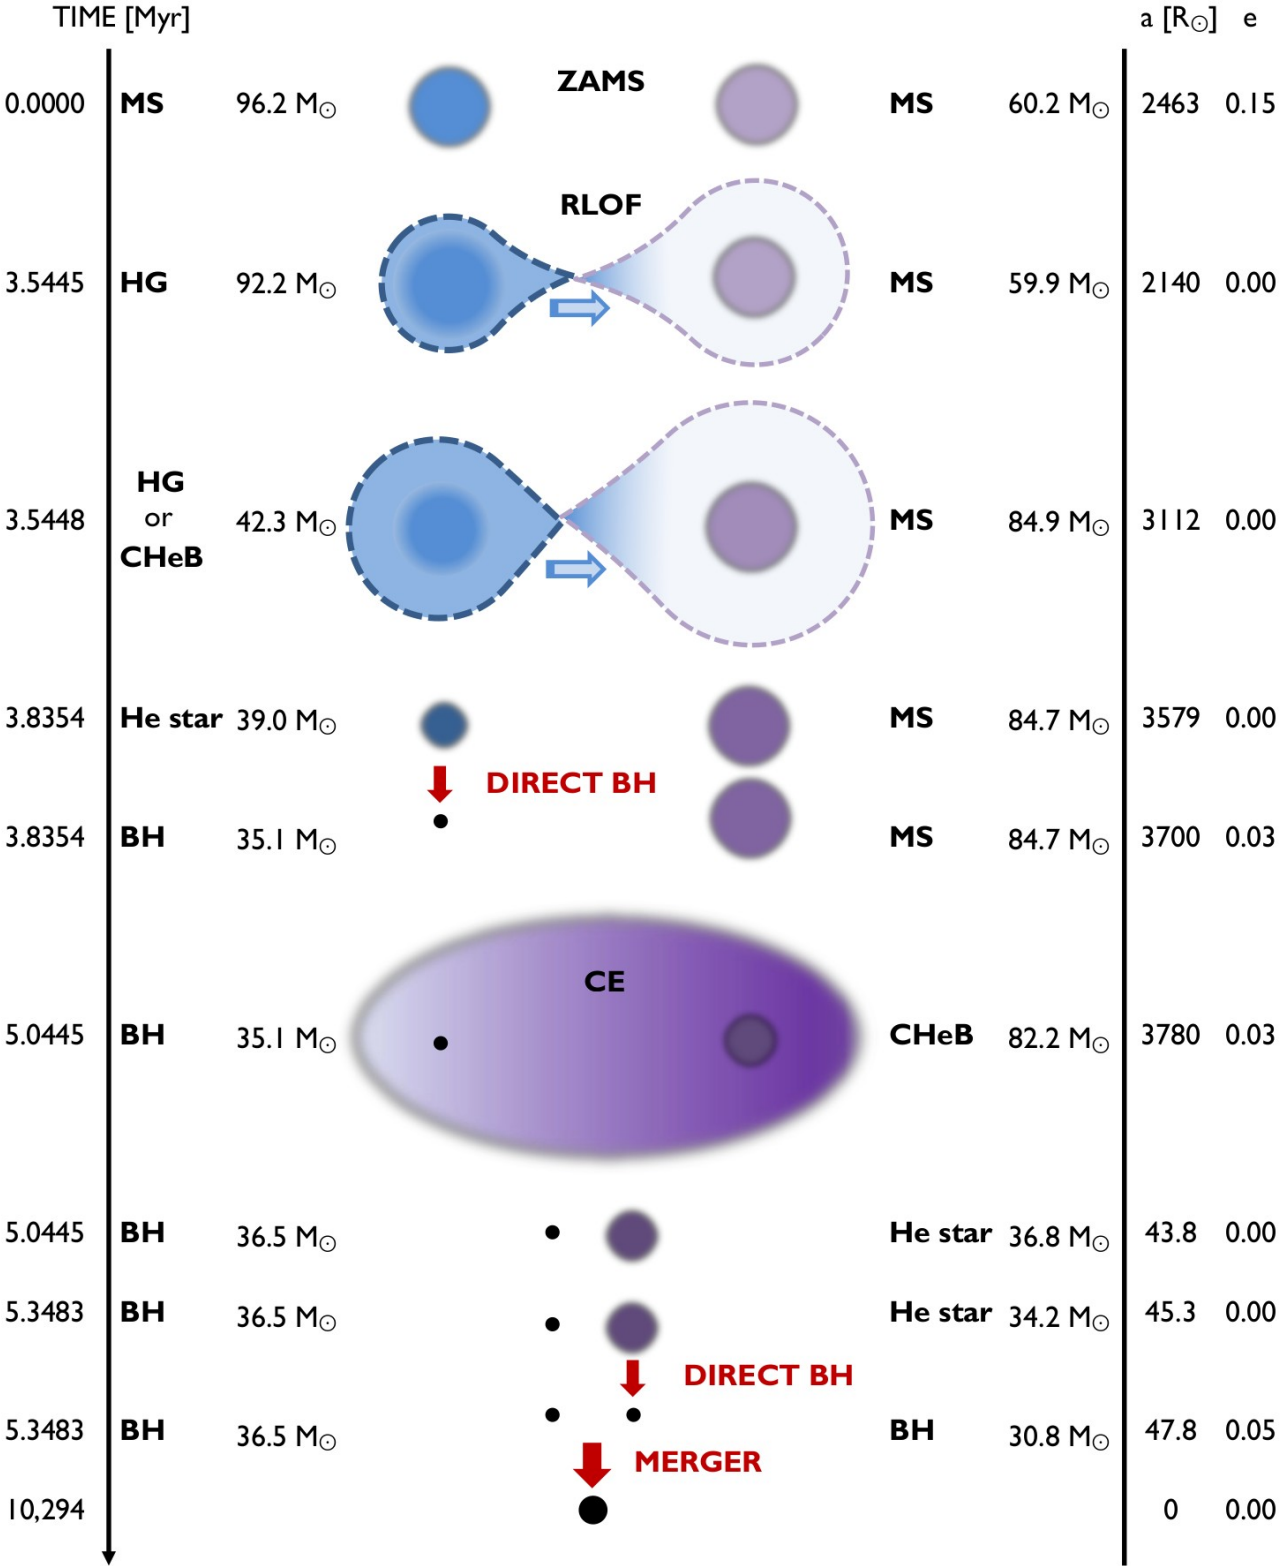 TIME [Myr] a [R☉] e
ZAMS
0.0000 MS 96.2 M☉ MS 60.2 M☉ 2463 0.15
RLOF
3.5445 HG 92.2 M☉ MS 59.9 M☉ 2140 0.00
HG
or
3.5448 42.3 M☉ MS 84.9 M☉ 3112 0.00
CHeB
3.8354 He star 39.0 M☉ MS 84.7 M☉ 3579 0.00
DIRECT BH
3.8354 BH 35.1 M☉ MS 84.7 M☉ 3700 0.03
CE
5.0445 BH 35.1 M☉ CHeB 82.2 M☉ 3780 0.03
5.0445 BH 36.5 M☉ He star 36.8 M☉ 43.8 0.00
5.3483 BH 36.5 M☉ He star 34.2 M☉ 45.3 0.00
DIRECT BH
5.3483 BH 36.5 M☉ BH 30.8 M☉ 47.8 0.05
MERGER
10,294 0 0.00